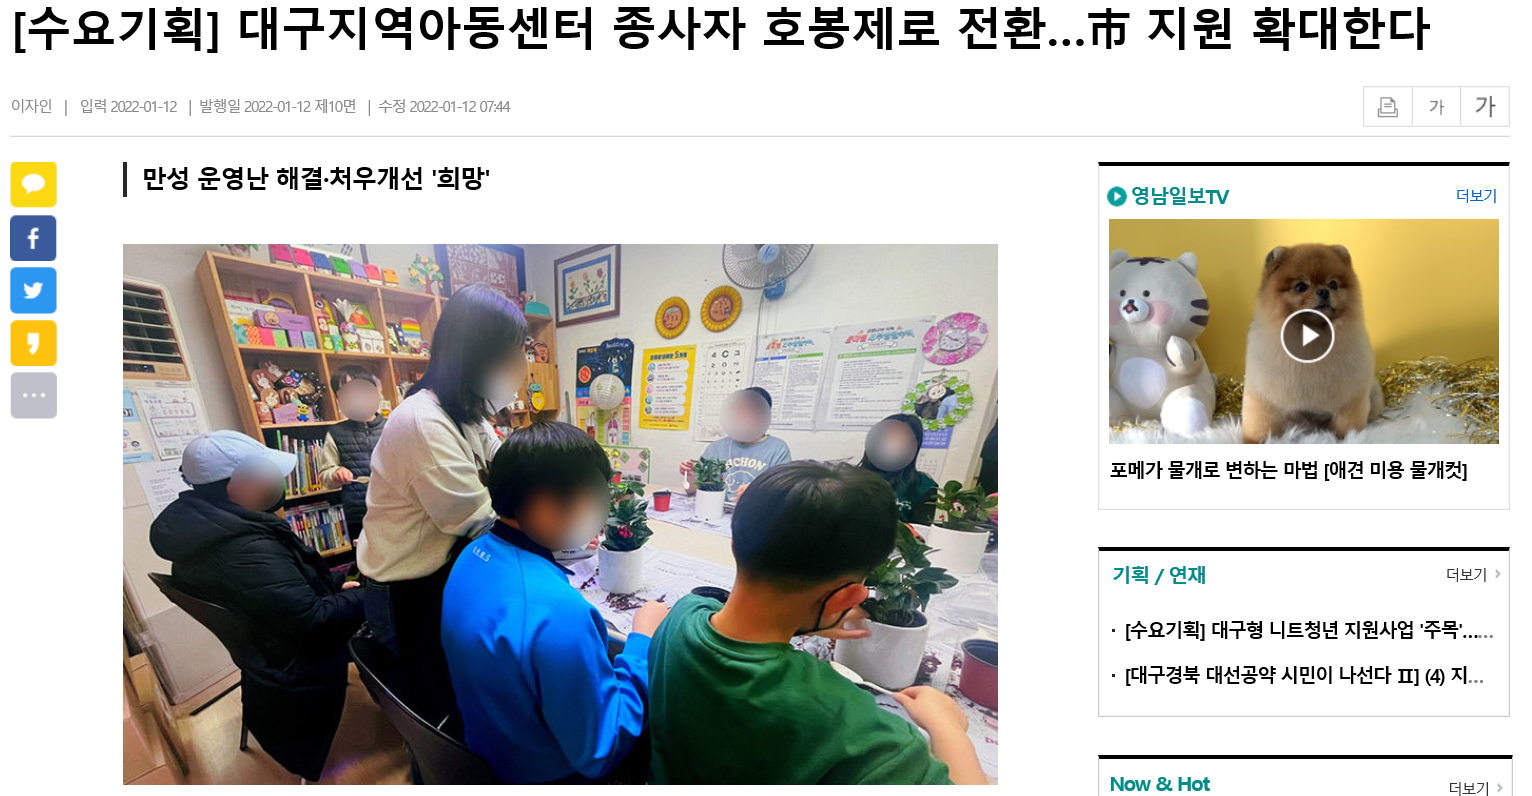 [수요기획] 대구지역아동센터 종사자 호봉제로 전환...市 지원 확대한다
이자인 | 입력 2022-01-12 | 발행일 2022-01-12 제10면 | 수정 2022-01-12 07:44
가 가
만성 운영난 해결·처우개선 '희망'
영남일보TV 더보기
포메가 물개로 변하는 마법 [애견 미용 물개컷]
기획 / 연재 더보기
· [수요기획] 대구형 니트청년 지원사업 '주목'...…
· [대구경북 대선공약 시민이 나선다 Ⅱ] (4) 지…
Now & Hot 더보기